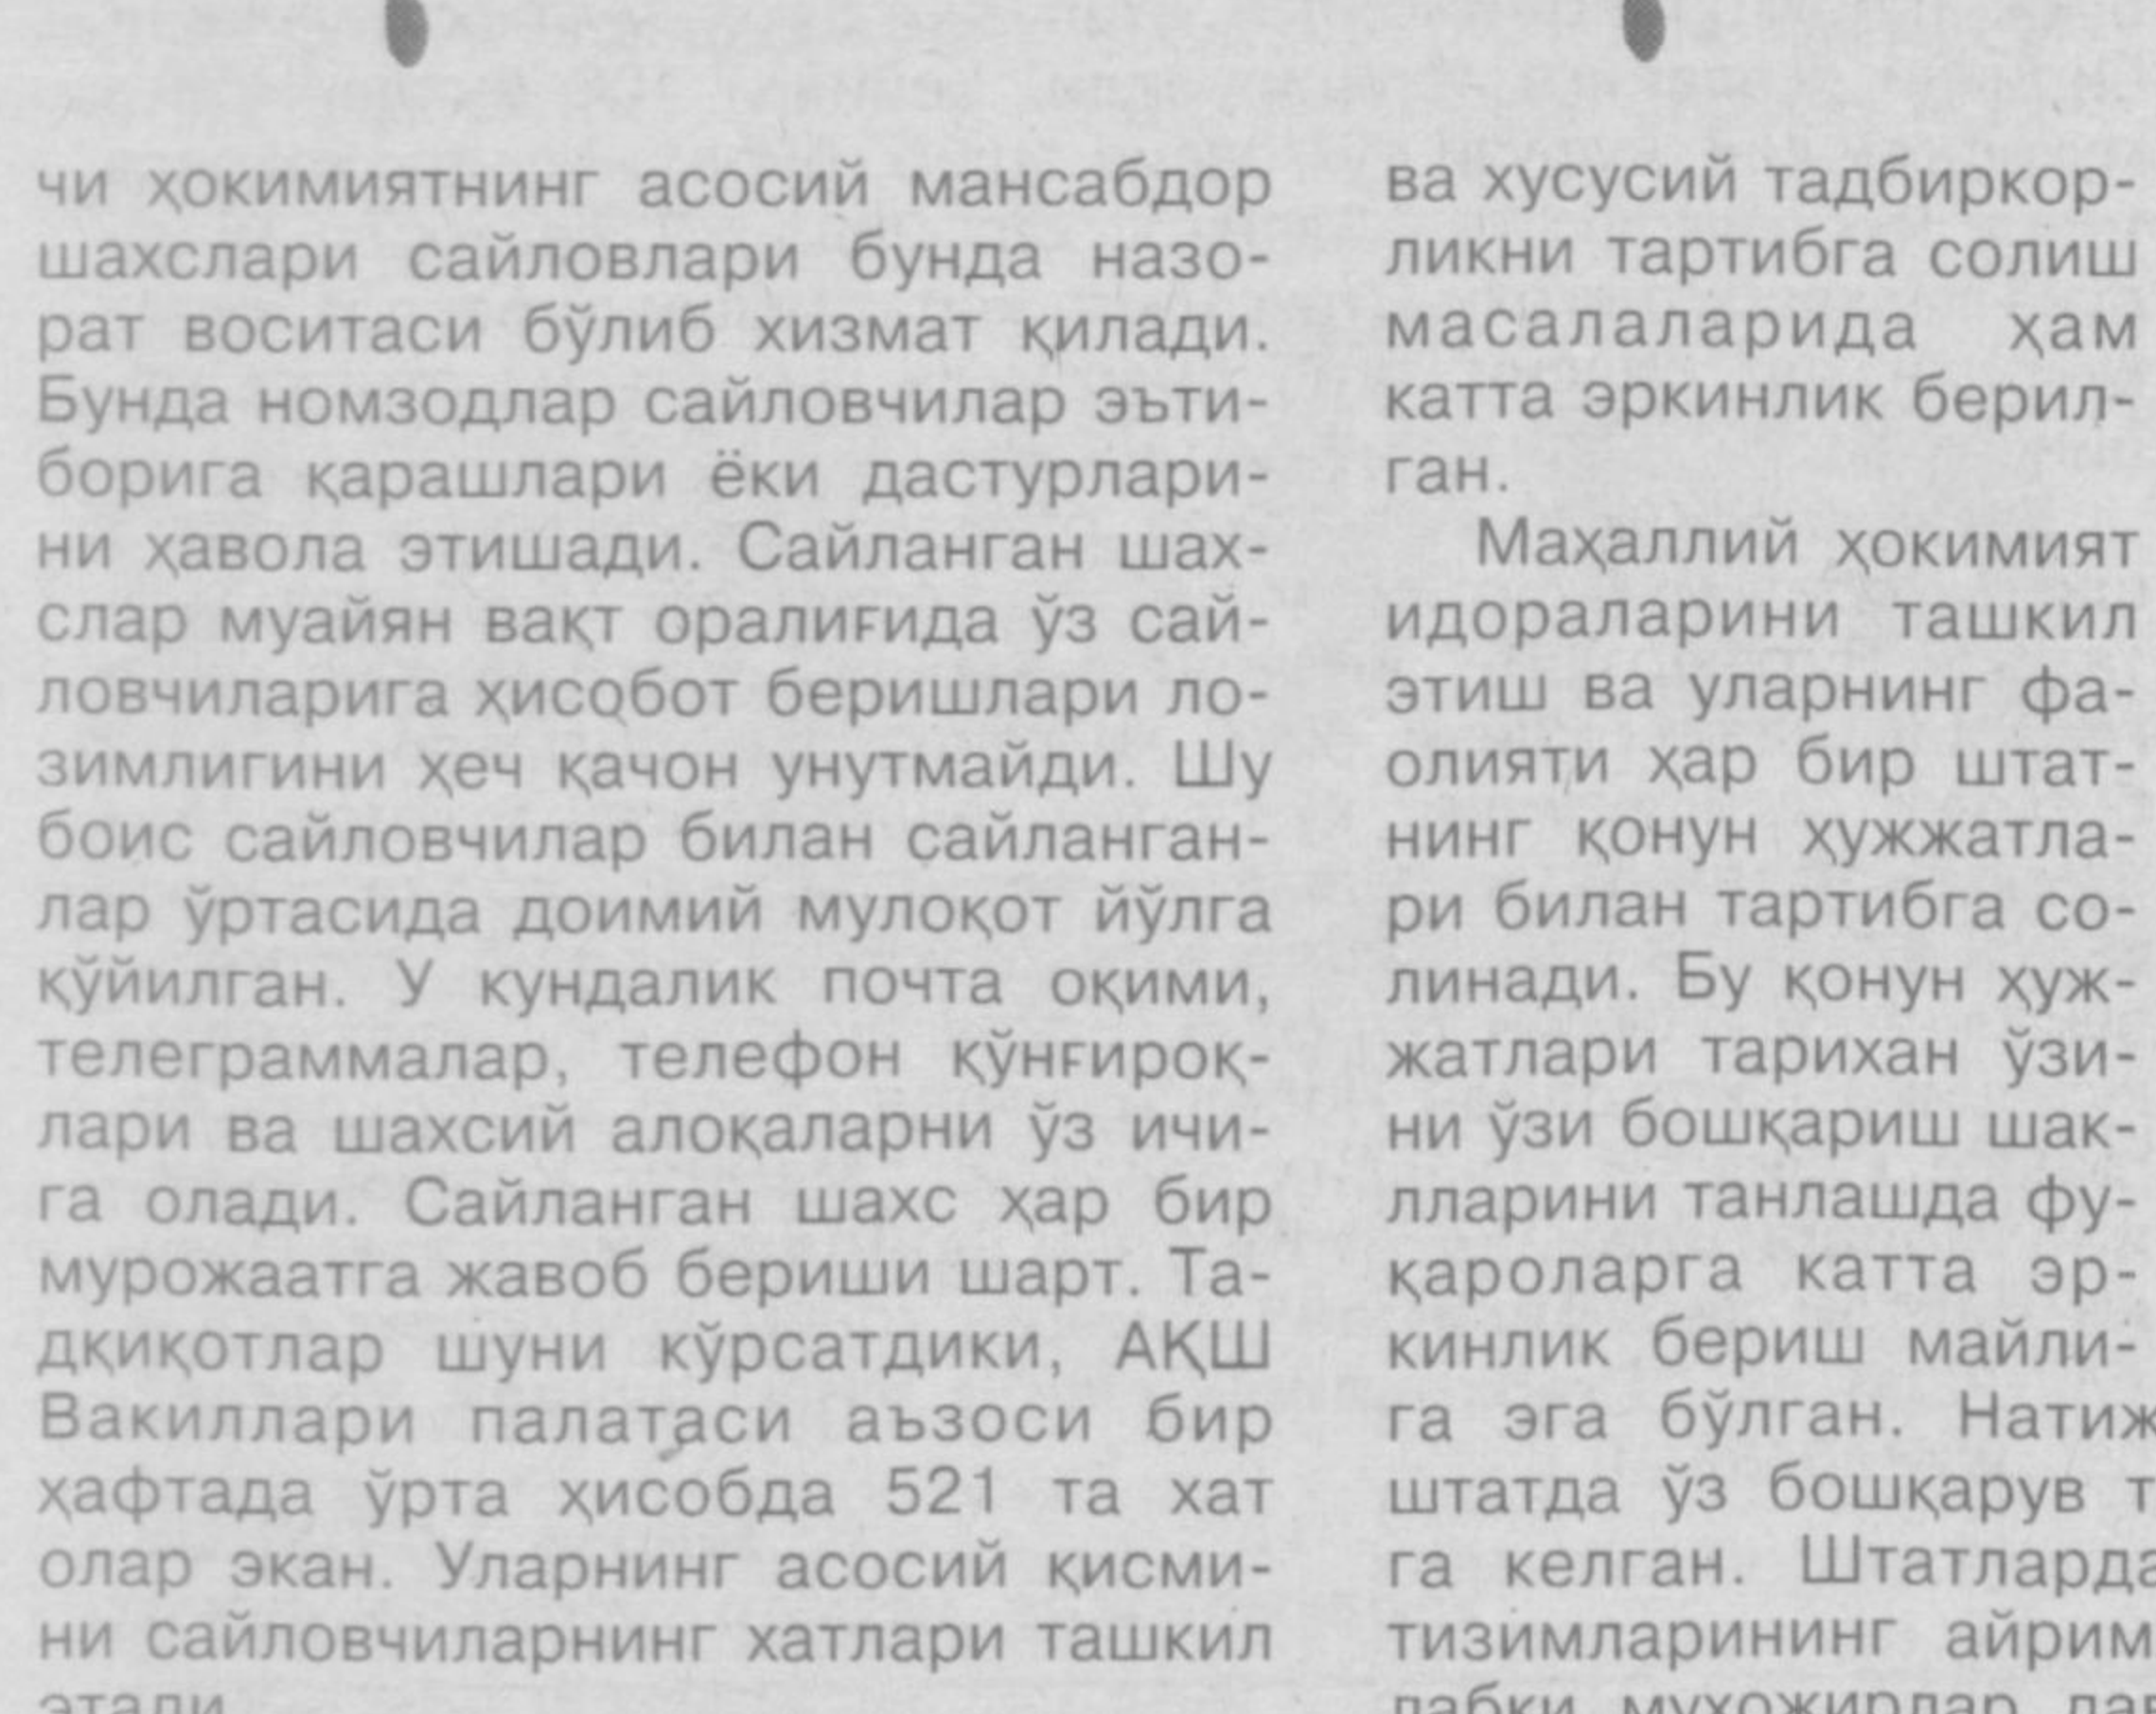 чи ҳокимиятнинг асосий мансабдор
шахслари сайловлари бунда назо-
рат воситаси бўлиб хизмат қилади.
Бунда номзодлар сайловчилар эъти-
борига қарашлари ёки дастурлари-
ни ҳавола этишади. Сайланган шах-
слар муайян вақт оралиғида ўз сай-
ловчиларига ҳисобот беришлари ло-
зимлигини ҳеч қачон унутмайди. Шу
боис сайловчилар билан сайланган-
лар ўртасида доимий мулоқот йўлга
қўйилган. У кундалик почта оқими,
телеграммалар, телефон қўнғироқ-
лари ва шахсий алоқаларни ўз ичи-
га олади. Сайланган шахс ҳар бир
мурожаатга жавоб бериши шарт. Та-
дқиқотлар шуни кўрсатдики, АҚШ
Вакиллари палатаси аъзоси бир
ҳафтада ўрта ҳисобда 521 та хат
олар экан. Уларнинг асосий қисми-
ни сайловчиларнинг хатлари ташкил
этади
ва хусусий тадбиркор-
ликни тартибга солиш
масалаларида ҳам
катта эркинлик берил-
ган.
Маҳаллий ҳокимият
идораларини ташкил
этиш ва уларнинг фа-
олияти ҳар бир штат-
нинг қонун ҳужжатла-
ри билан тартибга со-
линади. Бу қонун ҳуж-
жатлари тарихан ўзи-
ни ўзи бошқариш шак-
лларини танлашда фу-
қароларга катта эр-
кинлик бериш майли-
га эга бўлган. Натиж
штатда ўз бошқарув т
га келган. Штатларда
тизимларининг айрим